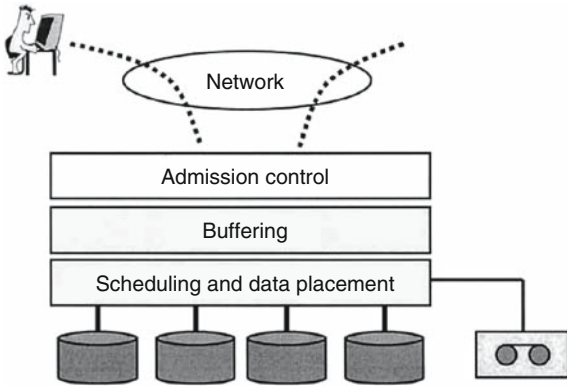 Network
Admission control
Buffering
Scheduling and data placement